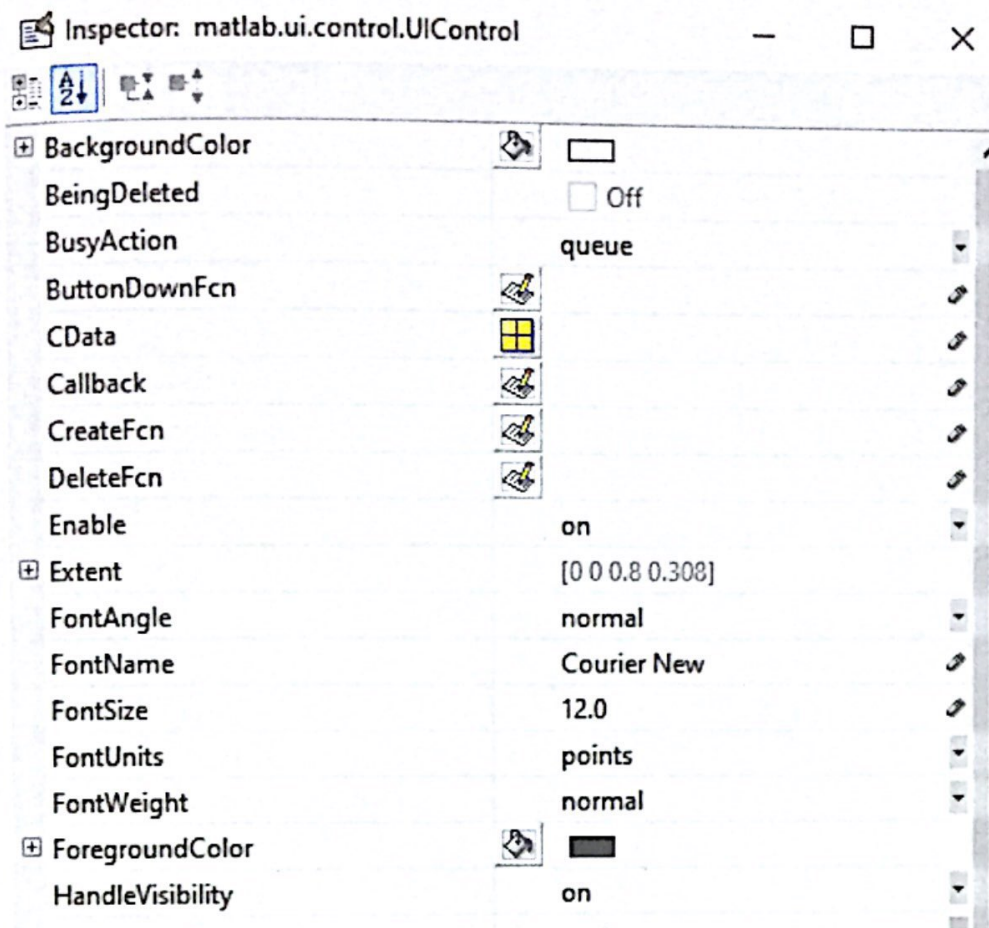 Inspector: matlab.ui.control.UIControl
A
Z
BackgroundColor
BeingDeleted Off
BusyAction queue
ButtonDownFcn
CData
Callback
CreateFcn
DeleteFcn
Enable on
Extent [0 0 0.8 0.308]
FontAngle normal
FontName Courier New
FontSize 12.0
FontUnits points
FontWeight normal
ForegroundColor
HandleVisibility on